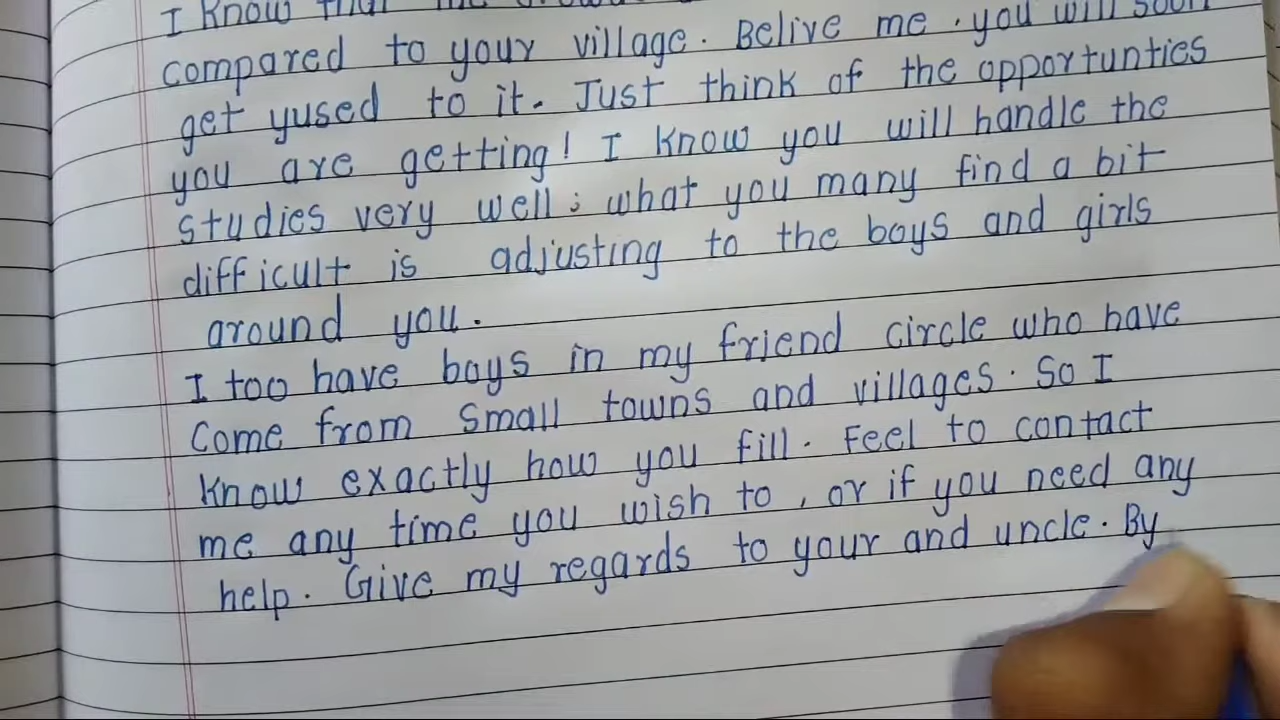 I know that the
compared to your village. Belive me. you will soon
get yused to it. Just think of the opportunties
you are getting! I know you will handle the
studies very well; what you many find a bit
difficult is adjusting to the boys and girls
around you.
I too have boys in my friend circle who have
come from small towns and villages. So I
know exactly how you fill. Feel to contact
me any time you wish to, or if you need any
help. Give my regards to your and uncle. By